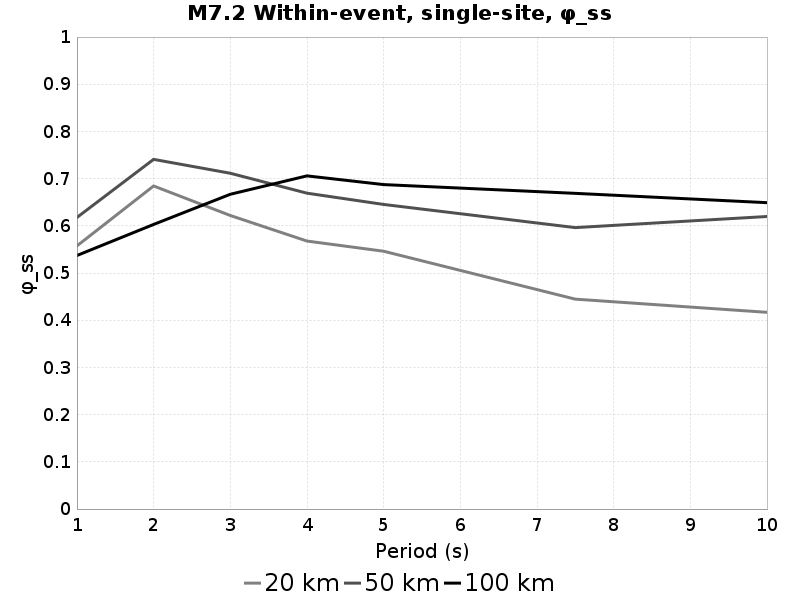 M7.2 Within-event, single-site, φ_ss
1
0.9
0.8
0.7
0.6
0.5
0.4
0.3
0.2
0.1
0
φ_ss
1 2 3 4 5 6 7 8 9 10
Period (s)
20 km 50 km 100 km